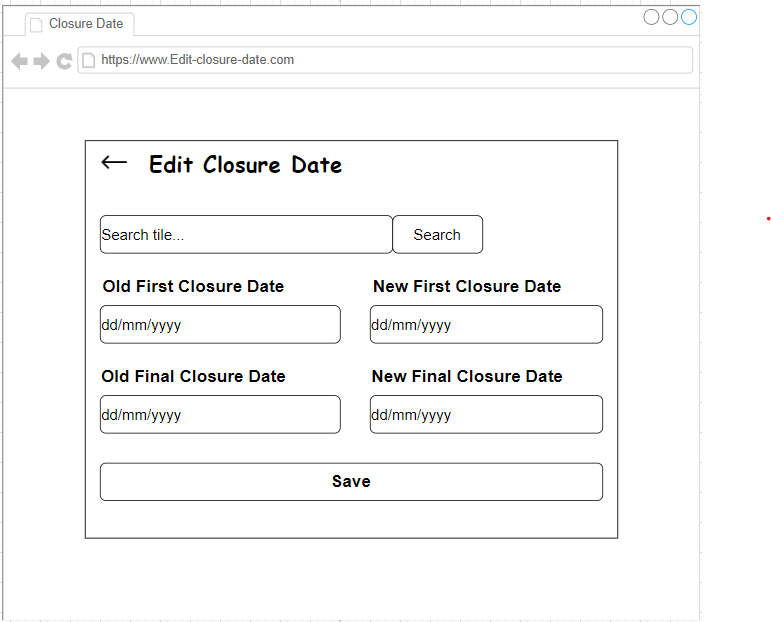 Closure Date
https://www.Edit-closure-date.com
Edit Closure Date
Search tile...
Search
Old First Closure Date
New First Closure Date
dd/mm/yyyy
dd/mm/yyyy
Old Final Closure Date
New Final Closure Date
dd/mm/yyyy
dd/mm/yyyy
Save